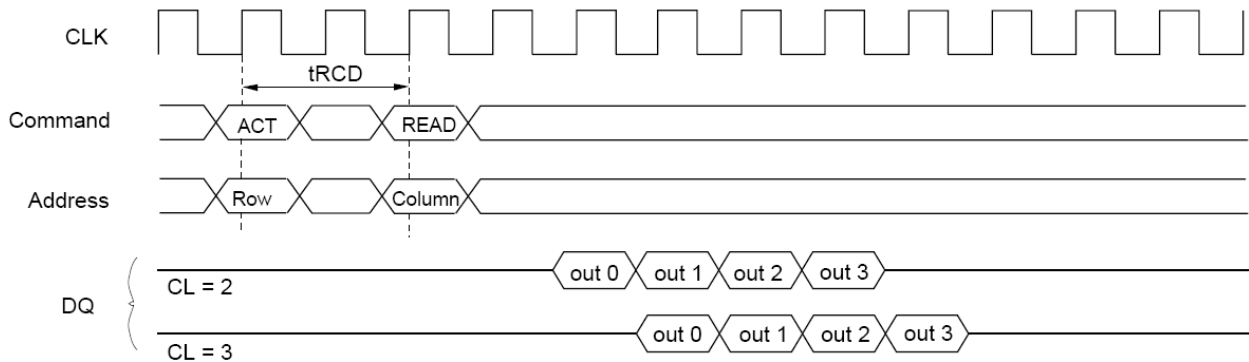 CLK
tRCD
Command ACT READ
Address Row Column
out 0 out 1 out 2 out 3
CL = 2
DQ
out 0 out 1 out 2 out 3
CL = 3